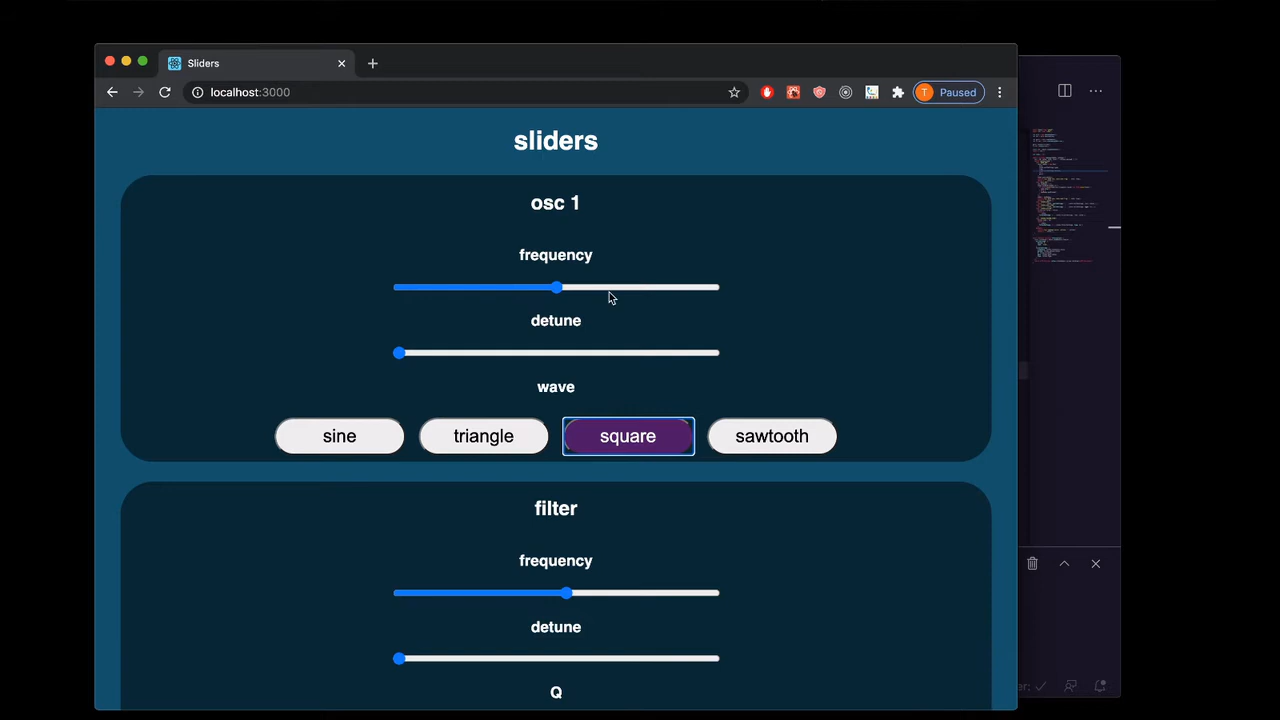 Sliders
localhost:3000
T Paused
sliders
osc 1
frequency
detune
wave
sine triangle square sawtooth
filter
frequency
detune
Q